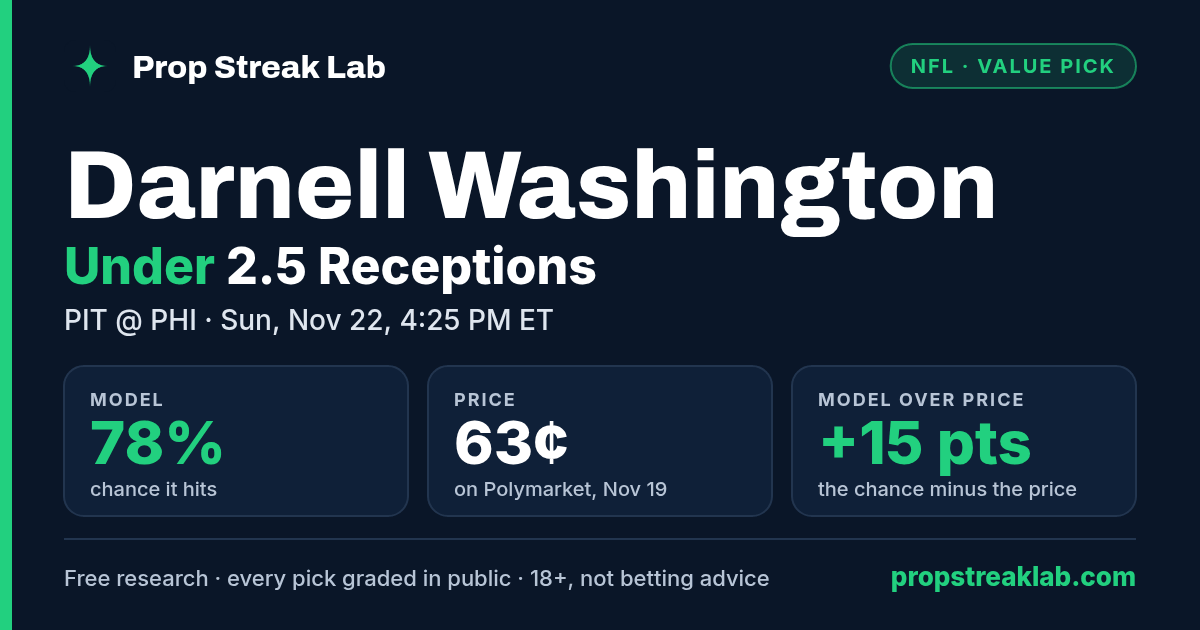 Prop Streak Lab
NFL · VALUE PICK
Darnell Washington
Under 2.5 Receptions
PIT @ PHI · Sun, Nov 22, 4:25 PM ET
MODEL
78%
chance it hits
PRICE
63¢
on Polymarket, Nov 19
MODEL OVER PRICE
+15 pts
the chance minus the price
Free research · every pick graded in public · 18+, not betting advice
propstreaklab.com